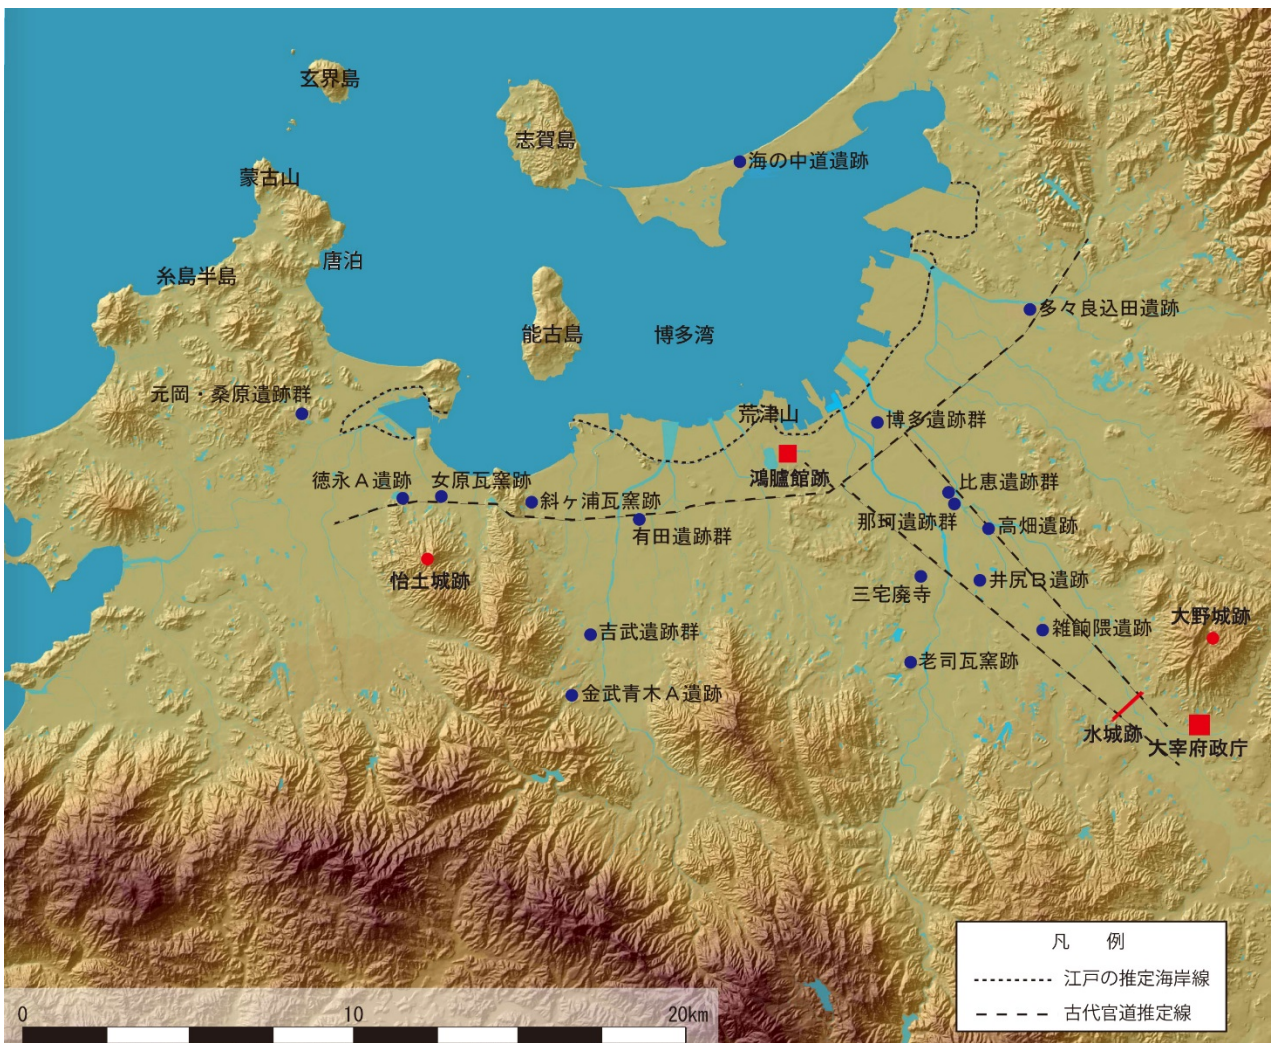 玄界島
志賀島
海の中道遺跡
蒙古山
唐泊
糸島半島
多々良込田遺跡
能古島
博多湾
元岡・桑原遺跡群
荒津山
博多遺跡群
鴻臚館跡
徳永A遺跡
女原瓦窯跡
斜ヶ浦瓦窯跡
比恵遺跡群
那珂遺跡群
高畑遺跡
有田遺跡群
怡土城跡
三宅廃寺
井尻B遺跡
大野城跡
吉武遺跡群
雑餉隈遺跡
老司瓦窯跡
金武青木A遺跡
水城跡
大宰府政庁
凡 例
江戸の推定海岸線
古代官道推定線
0 10 20km